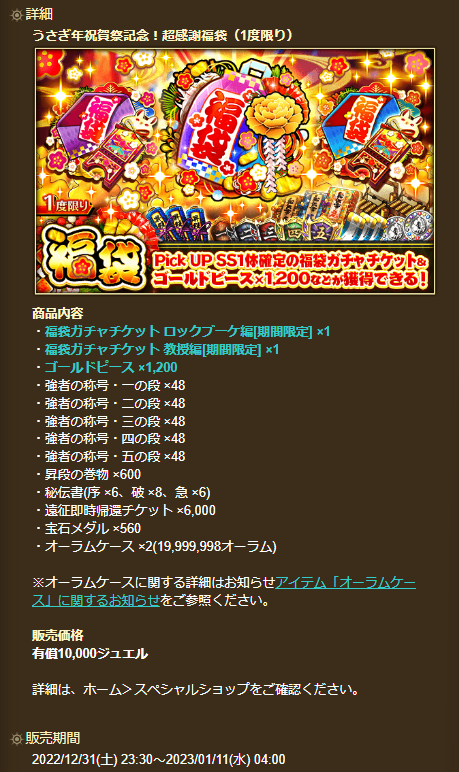 詳細
うさぎ年祝賀祭記念！超感謝福袋（1度限り）
福袋
福袋
福袋
1度限り
福袋
Pick UP SS1体確定の福袋ガチャチケット&
ゴールドピース×1,200などが獲得できる！
商品内容
・福袋ガチャチケット ロックブーケ編[期間限定] ×1
・福袋ガチャチケット 教授編[期間限定] ×1
・ゴールドピース ×1,200
・強者の称号・一の段 ×48
・強者の称号・二の段 ×48
・強者の称号・三の段 ×48
・強者の称号・四の段 ×48
・強者の称号・五の段 ×48
・昇段の巻物 ×600
・秘伝書(序 ×6、破 ×8、急 ×6)
・遠征即時帰還チケット ×6,000
・宝石メダル ×560
・オーラムケース ×2(19,999,998オーラム)
※オーラムケースに関する詳細はお知らせアイテム「オーラムケー
ス」に関するお知らせをご参照ください。
販売価格
有償10,000ジュエル
詳細は、ホーム＞スペシャルショップをご確認ください。
販売期間
2022/12/31(土) 23:30～2023/01/11(水) 04:00